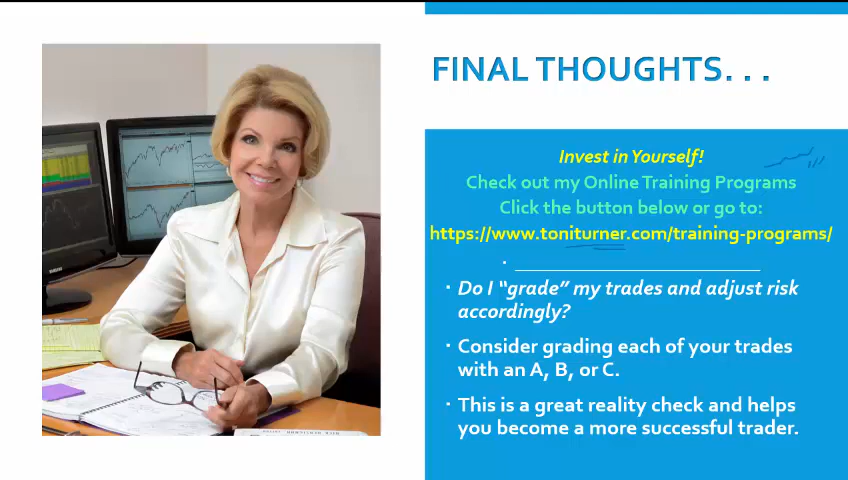 FINAL THOUGHTS. . .
Invest in Yourself!
Check out my Online Training Programs
Click the button below or go to:
https://www.toniturner.com/training-programs/
Do I “grade” my trades and adjust risk
accordingly?
Consider grading each of your trades
with an A, B, or C.
This is a great reality check and helps
you become a more successful trader.